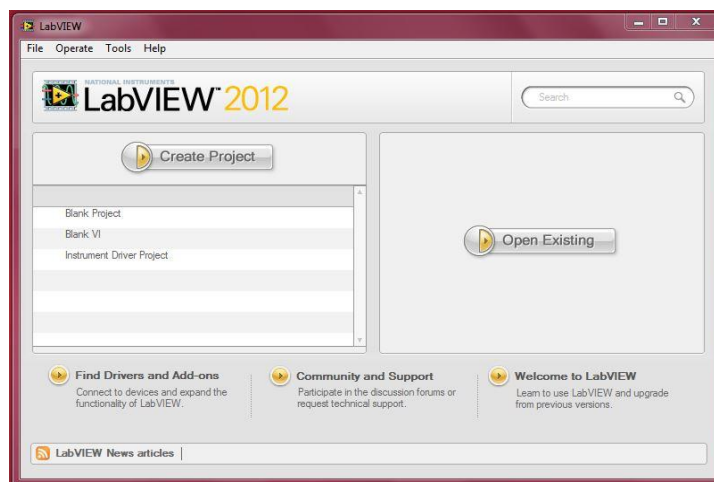 LabVIEW
File Operate Tools Help
NATIONAL INSTRUMENTS
LabVIEW™ 2012
Search
Create Project
Blank Project
Blank VI
Instrument Driver Project
Open Existing
Find Drivers and Add-ons
Connect to devices and expand the
functionality of LabVIEW.
Community and Support
Participate in the discussion forums or
request technical support.
Welcome to LabVIEW
Learn to use LabVIEW and upgrade
from previous versions.
LabVIEW News articles